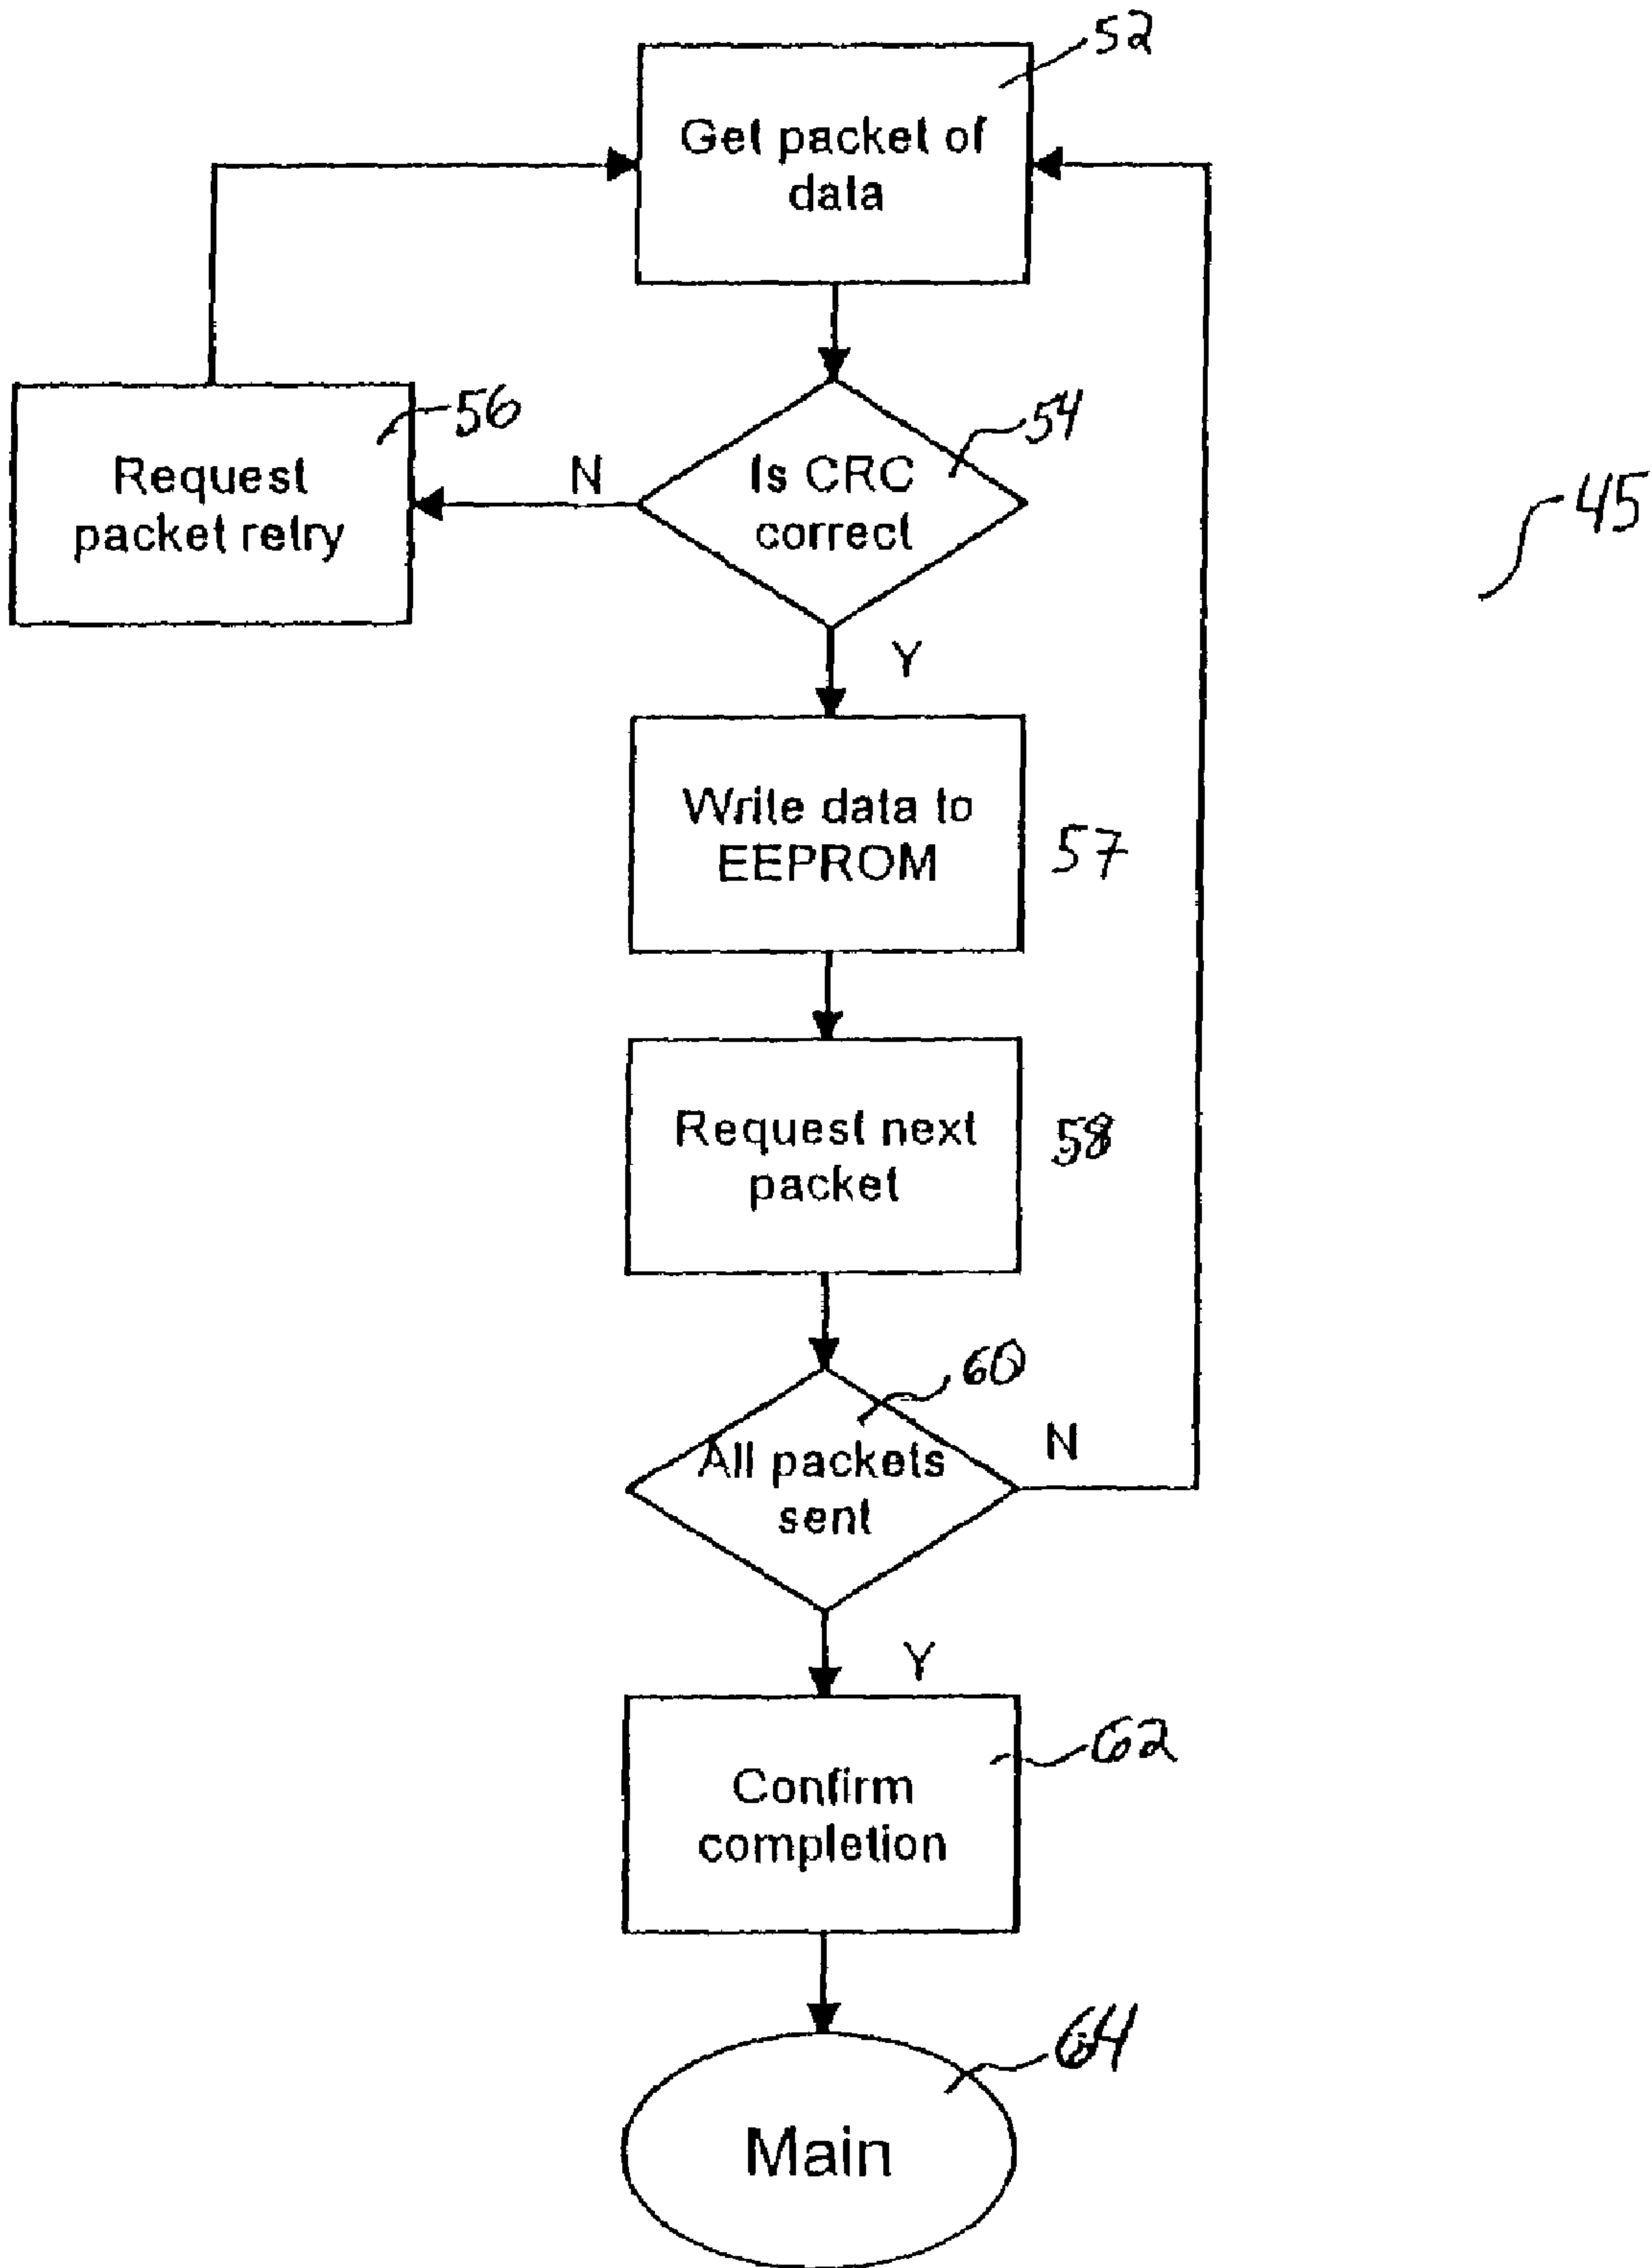 52
Get packet of
data
56
Request
packet retry
N
54
Is CRC
correct
45
Y
Write data to
EEPROM
57
Request next
packet
58
60
All packets
sent
N
Y
62
Confirm
completion
64
Main